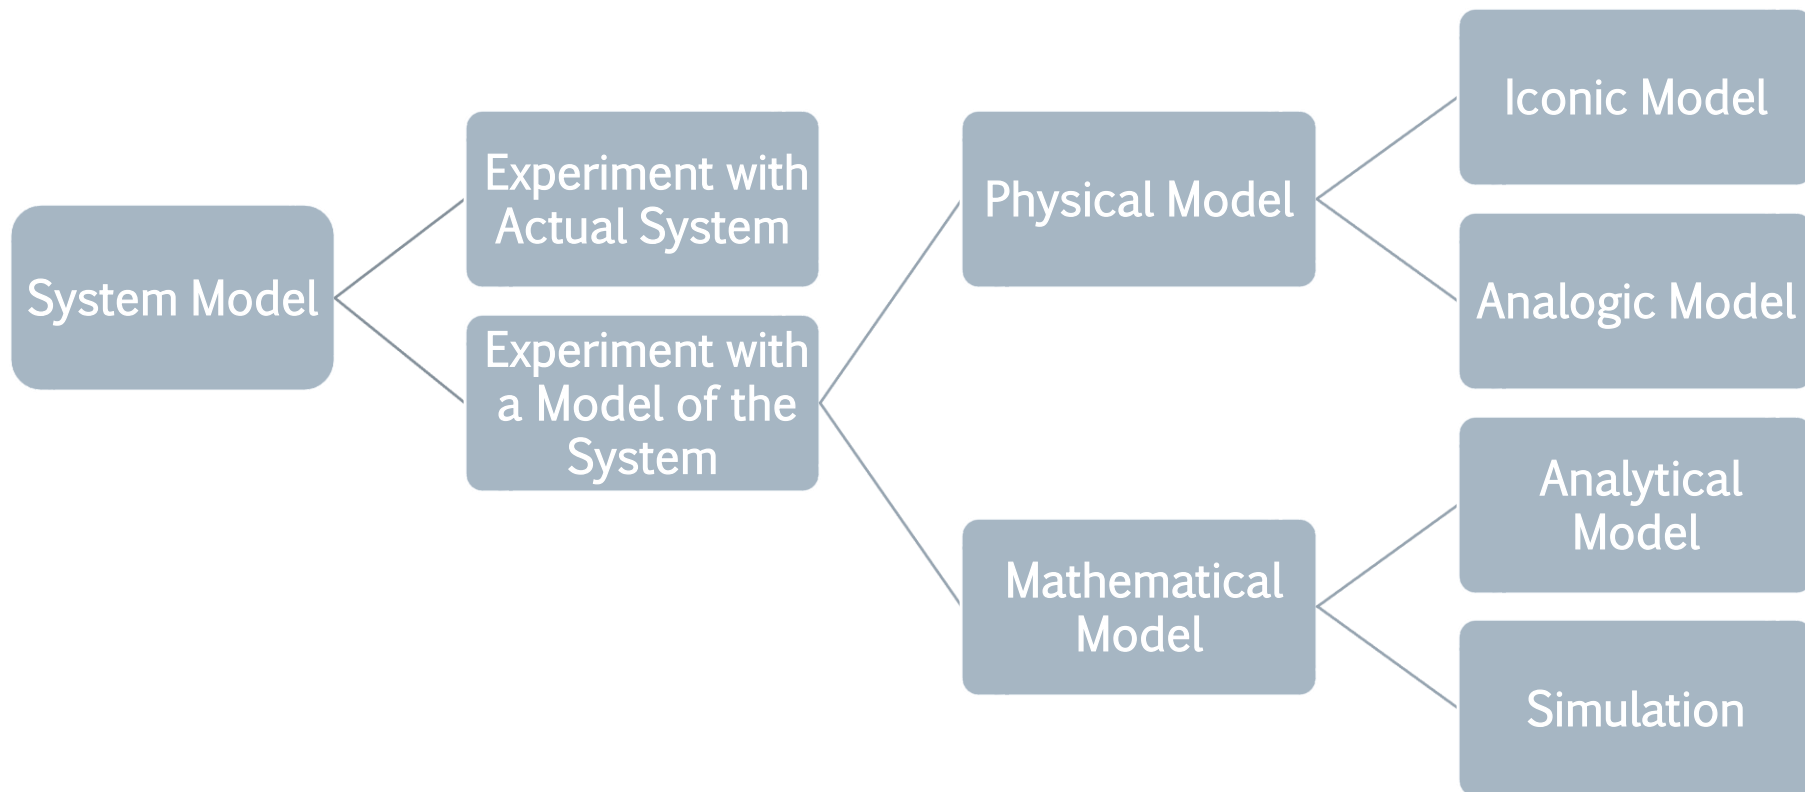 System Model
Experiment with
Actual System
Experiment with
a Model of the
System
Physical Model
Mathematical
Model
Iconic Model
Analogic Model
Analytical
Model
Simulation